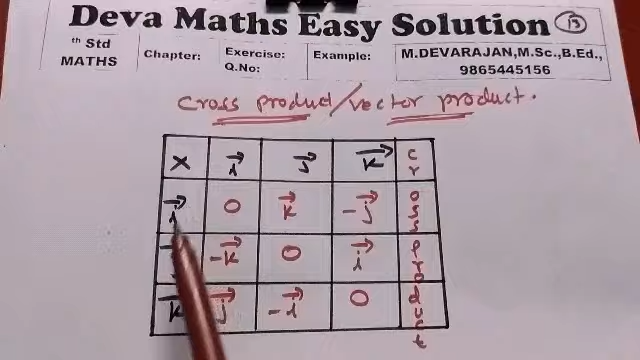 Deva Maths Easy Solution 13
th Std
MATHS
Chapter:
Exercise:
Q.No:
Example:
M.DEVARAJAN,M.Sc.,B.Ed.,
9865445156
Cross product/vector product.
× i⃗ j⃗ k⃗
i⃗ 0 k⃗ -j⃗
-k⃗ 0 i⃗
k⃗ j⃗ -i⃗ 0
Cross product